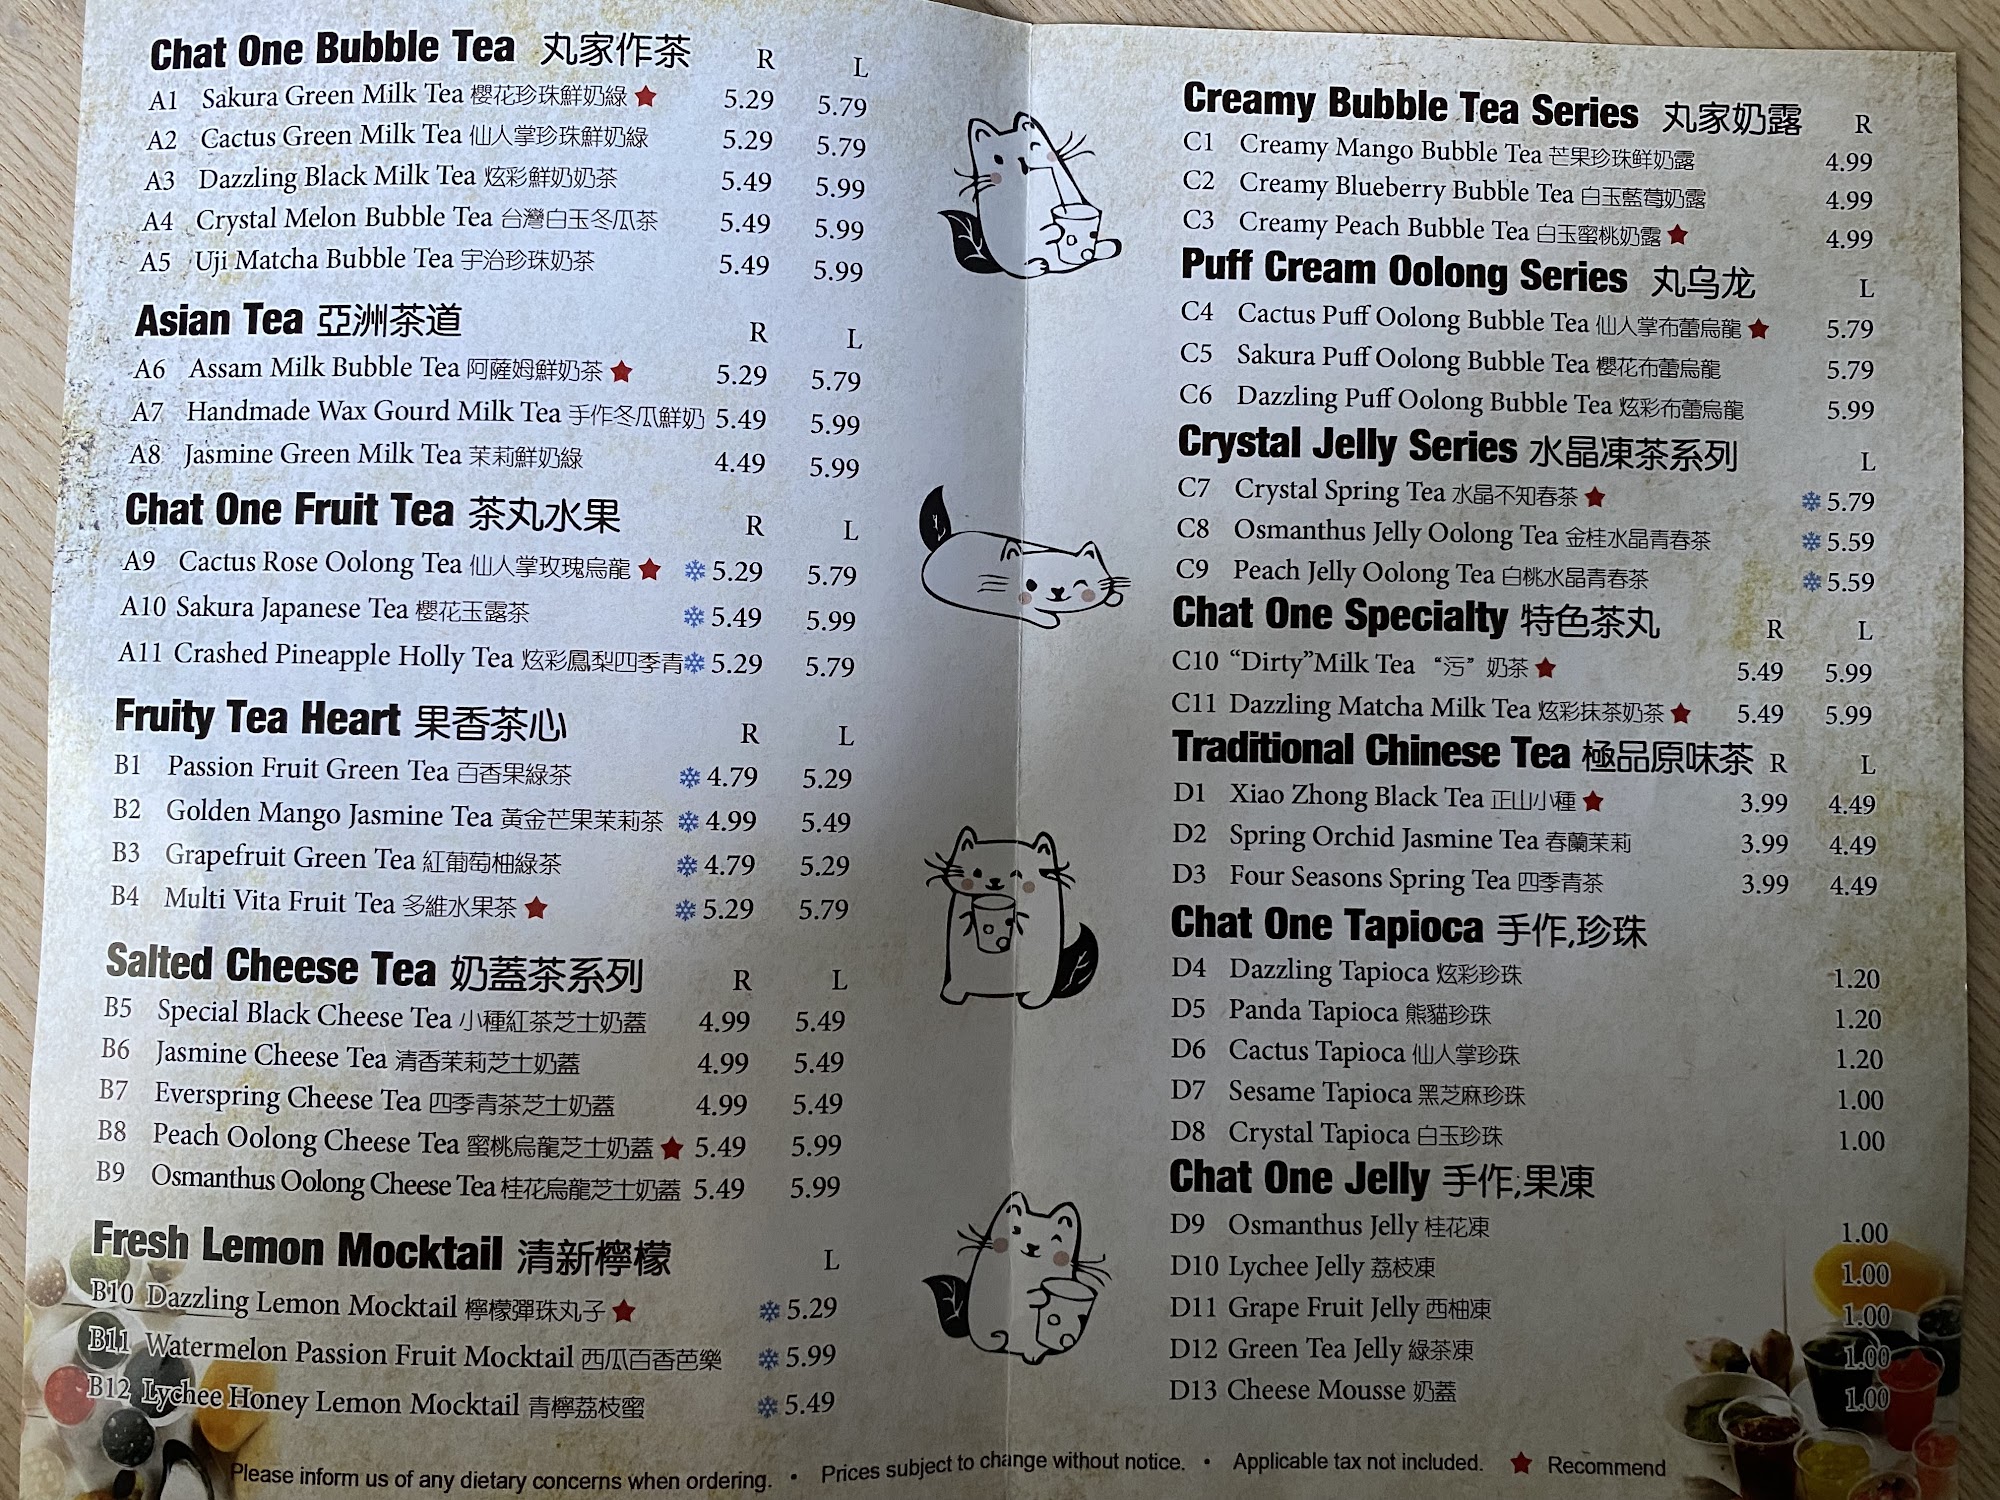 Chat One Bubble Tea 丸家作茶 R L
A1 Sakura Green Milk Tea 櫻花珍珠鮮奶綠 ★ 5.29 5.79
A2 Cactus Green Milk Tea 仙人掌珍珠鮮奶綠 5.29 5.79
A3 Dazzling Black Milk Tea 炫彩鮮奶奶茶 5.49 5.99
A4 Crystal Melon Bubble Tea 台灣白玉冬瓜茶 5.49 5.99
A5 Uji Matcha Bubble Tea 宇治珍珠奶茶 5.49 5.99
Asian Tea 亞洲茶道 R L
A6 Assam Milk Bubble Tea 阿薩姆鮮奶茶 ★ 5.29 5.79
A7 Handmade Wax Gourd Milk Tea 手作冬瓜鮮奶 5.49 5.99
A8 Jasmine Green Milk Tea 茉莉鮮奶綠 4.49 5.99
Chat One Fruit Tea 茶丸水果 R L
A9 Cactus Rose Oolong Tea 仙人掌玫瑰烏龍 ★ ❄ 5.29 5.79
A10 Sakura Japanese Tea 櫻花玉露茶 ❄ 5.49 5.99
A11 Crashed Pineapple Holly Tea 炫彩鳳梨四季青 ❄ 5.29 5.79
Fruity Tea Heart 果香茶心 R L
B1 Passion Fruit Green Tea 百香果綠茶 ❄ 4.79 5.29
B2 Golden Mango Jasmine Tea 黃金芒果茉莉茶 ❄ 4.99 5.49
B3 Grapefruit Green Tea 紅葡萄柚綠茶 ❄ 4.79 5.29
B4 Multi Vita Fruit Tea 多維水果茶 ★ ❄ 5.29 5.79
Salted Cheese Tea 奶蓋茶系列 R L
B5 Special Black Cheese Tea 小種紅茶芝士奶蓋 4.99 5.49
B6 Jasmine Cheese Tea 清香茉莉芝士奶蓋 4.99 5.49
B7 Everspring Cheese Tea 四季青茶芝士奶蓋 4.99 5.49
B8 Peach Oolong Cheese Tea 蜜桃烏龍芝士奶蓋 ★ 5.49 5.99
B9 Osmanthus Oolong Cheese Tea 桂花烏龍芝士奶蓋 5.49 5.99
Fresh Lemon Mocktail 清新檸檬 L
B10 Dazzling Lemon Mocktail 檸檬彈珠丸子 ★ ❄ 5.29
B11 Watermelon Passion Fruit Mocktail 西瓜百香芭樂 ❄ 5.99
B12 Lychee Honey Lemon Mocktail 青檸荔枝蜜 ❄ 5.49
Creamy Bubble Tea Series 丸家奶露 R
C1 Creamy Mango Bubble Tea 芒果珍珠鮮奶露 4.99
C2 Creamy Blueberry Bubble Tea 白玉藍莓奶露 4.99
C3 Creamy Peach Bubble Tea 白玉蜜桃奶露 ★ 4.99
Puff Cream Oolong Series 丸乌龙 L
C4 Cactus Puff Oolong Bubble Tea 仙人掌布蕾烏龍 ★ 5.79
C5 Sakura Puff Oolong Bubble Tea 櫻花布蕾烏龍 5.79
C6 Dazzling Puff Oolong Bubble Tea 炫彩布蕾烏龍 5.99
Crystal Jelly Series 水晶凍茶系列 L
C7 Crystal Spring Tea 水晶不知春茶 ★ ❄ 5.79
C8 Osmanthus Jelly Oolong Tea 金桂水晶青春茶 ❄ 5.59
C9 Peach Jelly Oolong Tea 白桃水晶青春茶 ❄ 5.59
Chat One Specialty 特色茶丸 R L
C10 “Dirty”Milk Tea “污”奶茶 ★ 5.49 5.99
C11 Dazzling Matcha Milk Tea 炫彩抹茶奶茶 ★ 5.49 5.99
Traditional Chinese Tea 極品原味茶 R L
D1 Xiao Zhong Black Tea 正山小種 ★ 3.99 4.49
D2 Spring Orchid Jasmine Tea 春蘭茉莉 3.99 4.49
D3 Four Seasons Spring Tea 四季青茶 3.99 4.49
Chat One Tapioca 手作,珍珠
D4 Dazzling Tapioca 炫彩珍珠 1.20
D5 Panda Tapioca 熊貓珍珠 1.20
D6 Cactus Tapioca 仙人掌珍珠 1.20
D7 Sesame Tapioca 黑芝麻珍珠 1.00
D8 Crystal Tapioca 白玉珍珠 1.00
Chat One Jelly 手作;果凍
D9 Osmanthus Jelly 桂花凍 1.00
D10 Lychee Jelly 荔枝凍 1.00
D11 Grape Fruit Jelly 西柚凍 1.00
D12 Green Tea Jelly 綠茶凍 1.00
D13 Cheese Mousse 奶蓋 1.00
Please inform us of any dietary concerns when ordering. • Prices subject to change without notice. • Applicable tax not included. ★ Recommend